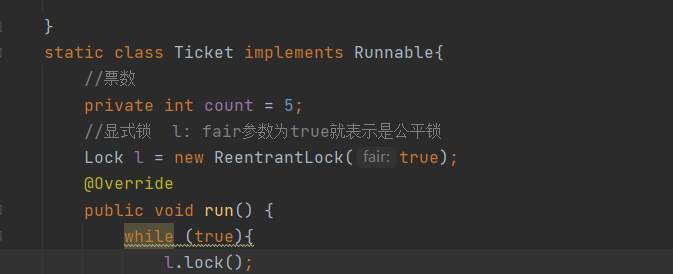 }
static class Ticket implements Runnable{
//票数
private int count = 5;
//显式锁  l: fair参数为true就表示是公平锁
Lock l = new ReentrantLock( fair: true);
@Override
public void run() {
while (true){
l.lock();